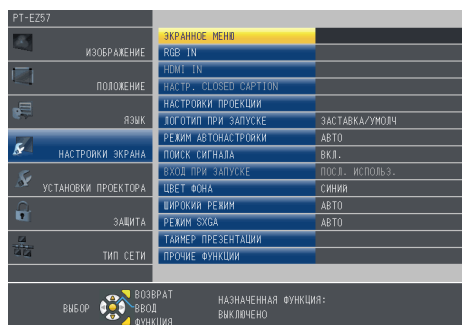 PT-EZ57
ИЗОБРАЖЕНИЕ
ПОЛОЖЕНИЕ
ЯЗЫК
НАСТРОЙКИ ЭКРАНА
УСТАНОВКИ ПРОЕКТОРА
ЗАЩИТА
ТИП СЕТИ
ЭКРАННОЕ МЕНЮ
RGB IN
HDMI IN
НАСТР. CLOSED CAPTION
НАСТРОЙКИ ПРОЕКЦИИ
ЛОГОТИП ПРИ ЗАПУСКЕ ЗАСТАВКА/УМОЛЧ
РЕЖИМ АВТОНАСТРОЙКИ АВТО
ПОИСК СИГНАЛА ВКЛ.
ВХОД ПРИ ЗАПУСКЕ ПОСЛ. ИСПОЛЬЗ.
ЦВЕТ ФОНА СИНИЙ
ШИРОКИЙ РЕЖИМ АВТО
РЕЖИМ SXGA АВТО
ТАЙМЕР ПРЕЗЕНТАЦИИ
ПРОЧИЕ ФУНКЦИИ
ВЫБОР
ВОЗВРАТ
ВВОД
ФУНКЦИЯ
НАЗНАЧЕННАЯ ФУНКЦИЯ:
ВЫКЛЮЧЕНО